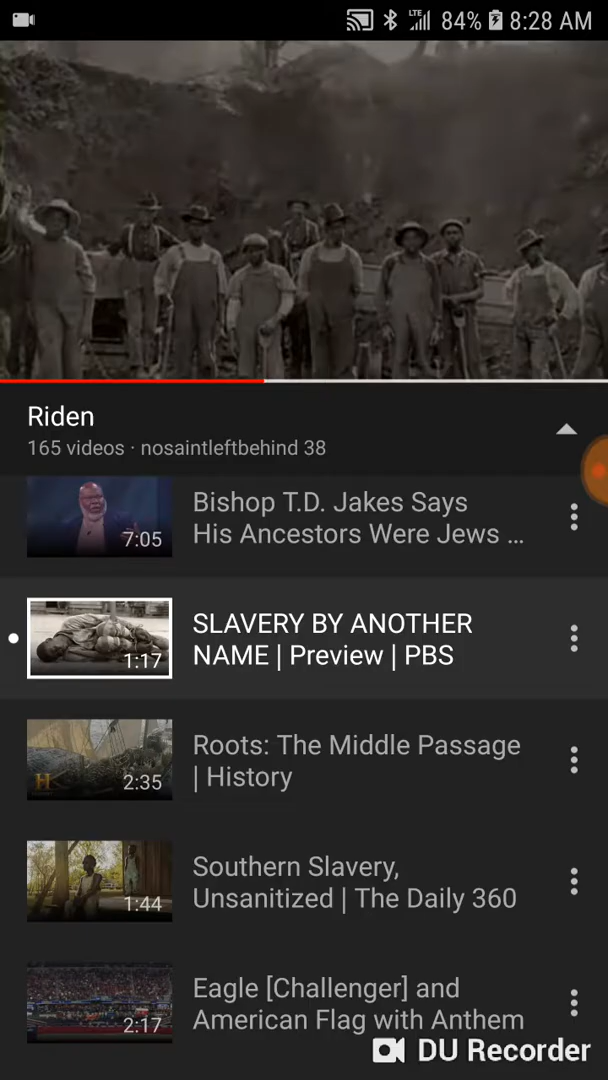 LTE 84% 8:28 AM
Riden
165 videos · nosaintleftbehind 38
Bishop T.D. Jakes Says
His Ancestors Were Jews ...
7:05
SLAVERY BY ANOTHER
NAME | Preview | PBS
1:17
Roots: The Middle Passage
| History
H
2:35
Southern Slavery,
Unsanitized | The Daily 360
1:44
Eagle [Challenger] and
American Flag with Anthem
2:17
DU Recorder